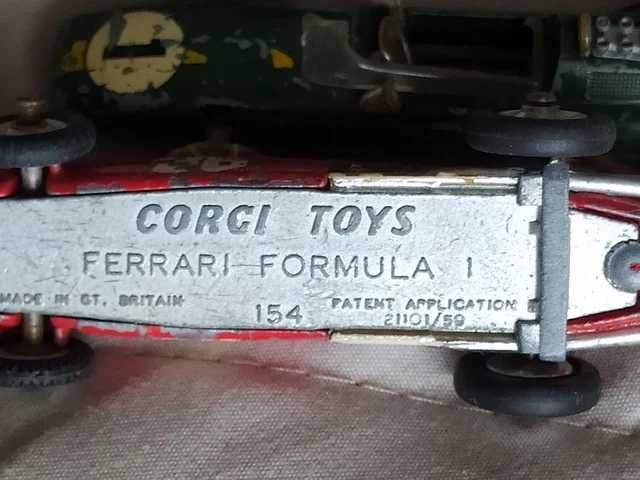 CORGI TOYS
FERRARI FORMULA 1
MADE IN GT. BRITAIN
154
PATENT APPLICATION
21101/59